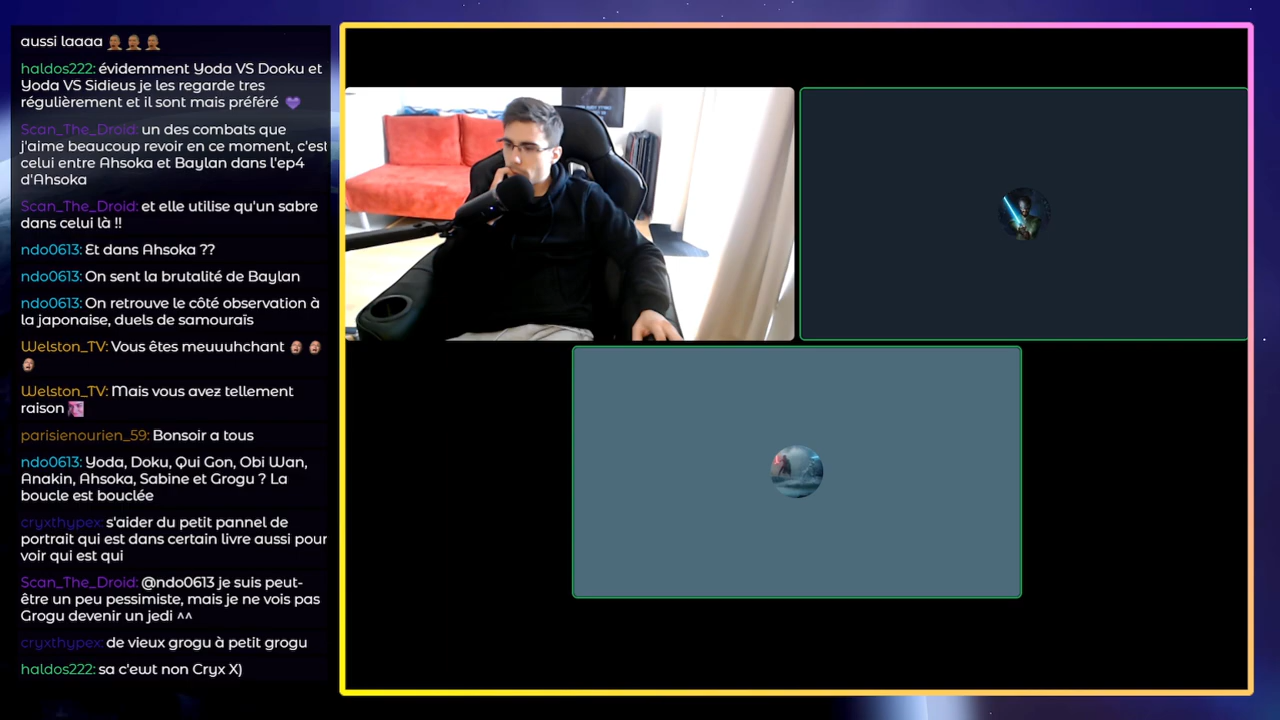 aussi laaaa
haldos222: évidemment Yoda VS Dooku et
Yoda VS Sidieus je les regarde tres
régulièrement et il sont mais préféré
Scan_The_Droid: un des combats que
j'aime beaucoup revoir en ce moment, c'est
celui entre Ahsoka et Baylan dans l'ep4
d'Ahsoka
Scan_The_Droid: et elle utilise qu'un sabre
dans celui là !!
ndo0613: Et dans Ahsoka ??
ndo0613: On sent la brutalité de Baylan
ndo0613: On retrouve le côté observation à
la japonaise, duels de samouraïs
Welston_TV: Vous êtes meuuuhchant
Welston_TV: Mais vous avez tellement
raison
parisienourien_59: Bonsoir a tous
ndo0613: Yoda, Doku, Qui Gon, Obi Wan,
Anakin, Ahsoka, Sabine et Grogu ? La
boucle est bouclée
cryxthypex: s'aider du petit pannel de
portrait qui est dans certain livre aussi pour
voir qui est qui
Scan_The_Droid: @ndo0613 je suis peut-
être un peu pessimiste, mais je ne vois pas
Grogu devenir un jedi ^^
cryxthypex: de vieux grogu à petit grogu
haldos222: sa c'ewt non Cryx X)